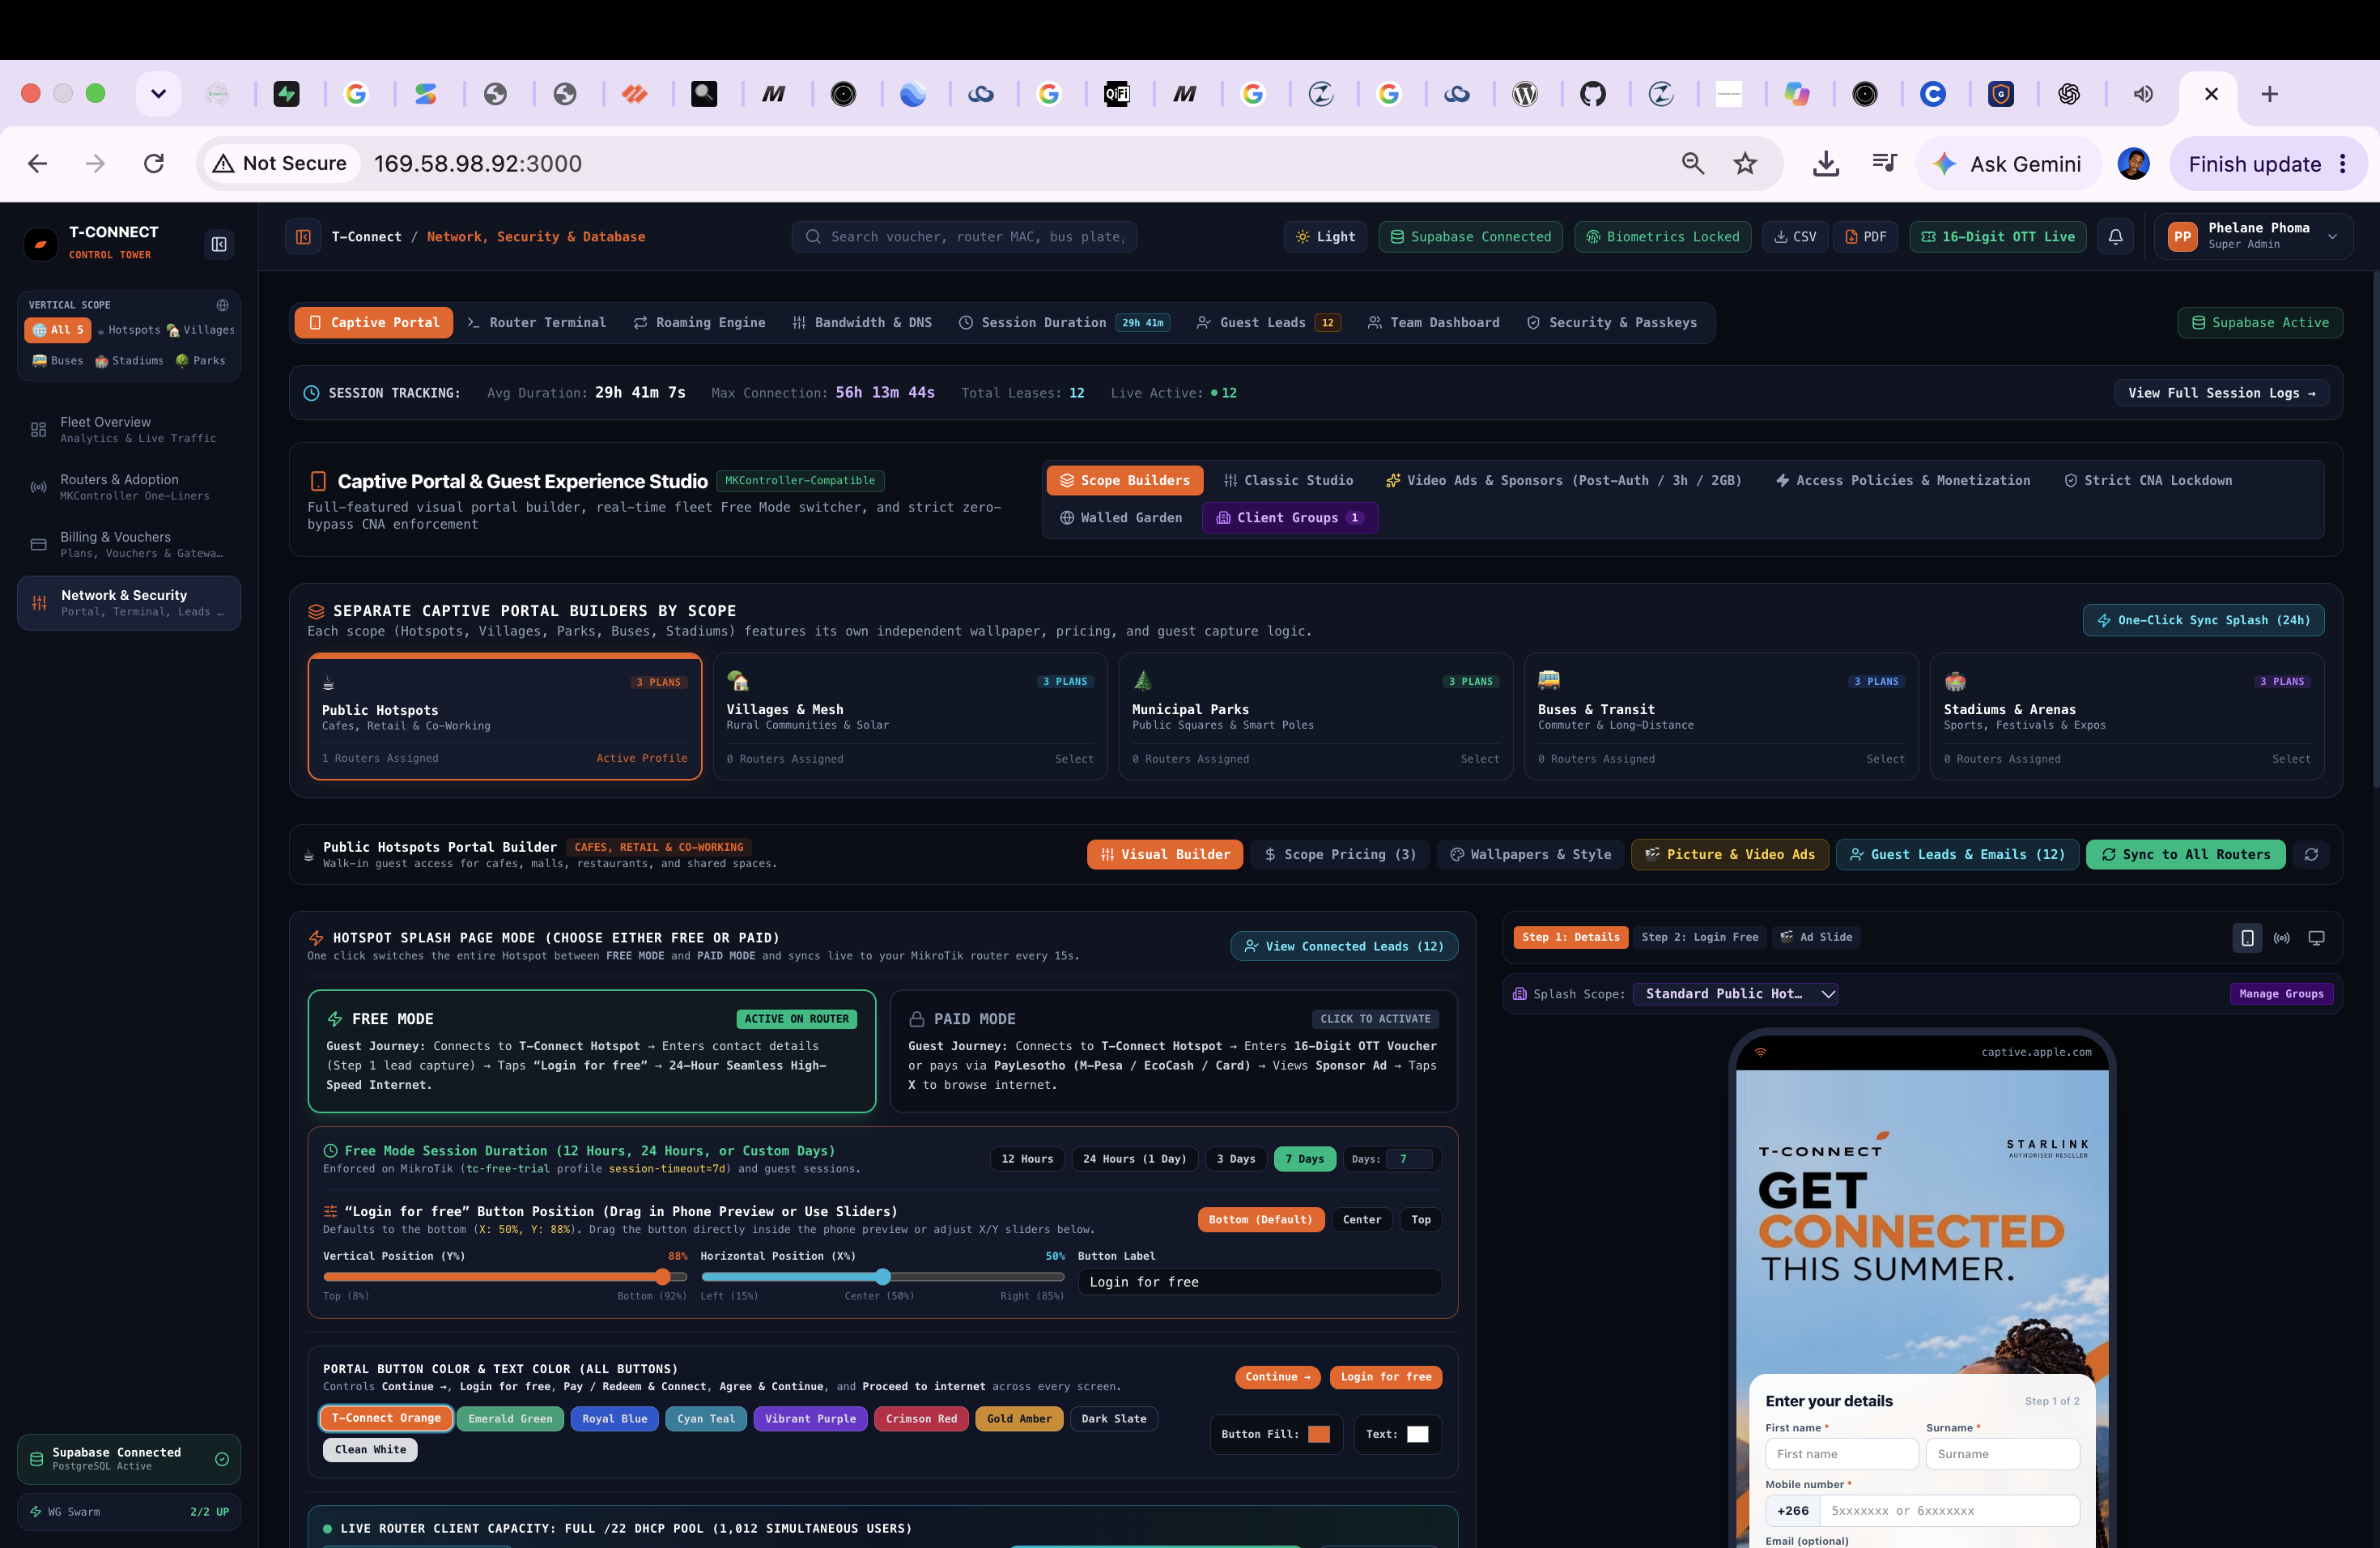 Not Secure 169.58.98.92:3000
Ask Gemini
Finish update
T-CONNECT
CONTROL TOWER
T-Connect / Network, Security & Database
Search voucher, router MAC, bus plate,
Light
Supabase Connected
Biometrics Locked
CSV
PDF
16-Digit OTT Live
PP
Phelane Phoma
Super Admin
VERTICAL SCOPE
All 5
Hotspots
Villages
Buses
Stadiums
Parks
Fleet Overview
Analytics & Live Traffic
Routers & Adoption
MKController One-Liners
Billing & Vouchers
Plans, Vouchers & Gatewa…
Network & Security
Portal, Terminal, Leads …
Supabase Connected
PostgreSQL Active
WG Swarm 2/2 UP
Captive Portal
Router Terminal
Roaming Engine
Bandwidth & DNS
Session Duration 29h 41m
Guest Leads 12
Team Dashboard
Security & Passkeys
Supabase Active
SESSION TRACKING: Avg Duration: 29h 41m 7s Max Connection: 56h 13m 44s Total Leases: 12 Live Active: 12
View Full Session Logs →
Captive Portal & Guest Experience Studio MKController-Compatible
Full-featured visual portal builder, real-time fleet Free Mode switcher, and strict zero-
bypass CNA enforcement
Scope Builders
Classic Studio
Video Ads & Sponsors (Post-Auth / 3h / 2GB)
Access Policies & Monetization
Strict CNA Lockdown
Walled Garden
Client Groups 1
SEPARATE CAPTIVE PORTAL BUILDERS BY SCOPE
Each scope (Hotspots, Villages, Parks, Buses, Stadiums) features its own independent wallpaper, pricing, and guest capture logic.
One-Click Sync Splash (24h)
3 PLANS
Public Hotspots
Cafes, Retail & Co-Working
1 Routers Assigned Active Profile
3 PLANS
Villages & Mesh
Rural Communities & Solar
0 Routers Assigned Select
3 PLANS
Municipal Parks
Public Squares & Smart Poles
0 Routers Assigned Select
3 PLANS
Buses & Transit
Commuter & Long-Distance
0 Routers Assigned Select
3 PLANS
Stadiums & Arenas
Sports, Festivals & Expos
0 Routers Assigned Select
Public Hotspots Portal Builder CAFES, RETAIL & CO-WORKING
Walk-in guest access for cafes, malls, restaurants, and shared spaces.
Visual Builder
Scope Pricing (3)
Wallpapers & Style
Picture & Video Ads
Guest Leads & Emails (12)
Sync to All Routers
HOTSPOT SPLASH PAGE MODE (CHOOSE EITHER FREE OR PAID)
One click switches the entire Hotspot between FREE MODE and PAID MODE and syncs live to your MikroTik router every 15s.
View Connected Leads (12)
FREE MODE ACTIVE ON ROUTER
Guest Journey: Connects to T-Connect Hotspot → Enters contact details
(Step 1 lead capture) → Taps “Login for free” → 24-Hour Seamless High-
Speed Internet.
PAID MODE CLICK TO ACTIVATE
Guest Journey: Connects to T-Connect Hotspot → Enters 16-Digit OTT Voucher
or pays via PayLesotho (M-Pesa / EcoCash / Card) → Views Sponsor Ad → Taps
X to browse internet.
Free Mode Session Duration (12 Hours, 24 Hours, or Custom Days)
Enforced on MikroTik (tc-free-trial profile session-timeout=7d) and guest sessions.
12 Hours
24 Hours (1 Day)
3 Days
7 Days
Days: 7
“Login for free” Button Position (Drag in Phone Preview or Use Sliders)
Defaults to the bottom (X: 50%, Y: 88%). Drag the button directly inside the phone preview or adjust X/Y sliders below.
Bottom (Default)
Center
Top
Vertical Position (Y%) 88%
Top (8%) Bottom (92%)
Horizontal Position (X%) 50%
Left (15%) Center (50%) Right (85%)
Button Label
Login for free
PORTAL BUTTON COLOR & TEXT COLOR (ALL BUTTONS)
Controls Continue →, Login for free, Pay / Redeem & Connect, Agree & Continue, and Proceed to internet across every screen.
Continue →
Login for free
T-Connect Orange
Emerald Green
Royal Blue
Cyan Teal
Vibrant Purple
Crimson Red
Gold Amber
Dark Slate
Clean White
Button Fill:
Text:
LIVE ROUTER CLIENT CAPACITY: FULL /22 DHCP POOL (1,012 SIMULTANEOUS USERS)
Step 1: Details
Step 2: Login Free
Ad Slide
Splash Scope: Standard Public Hot…
Manage Groups
captive.apple.com
T-CONNECT
STARLINK
AUTHORISED RESELLER
GET
CONNECTED
THIS SUMMER.
Enter your details Step 1 of 2
First name * Surname *
First name Surname
Mobile number *
+266 5xxxxxxx or 6xxxxxxx
Email (optional)